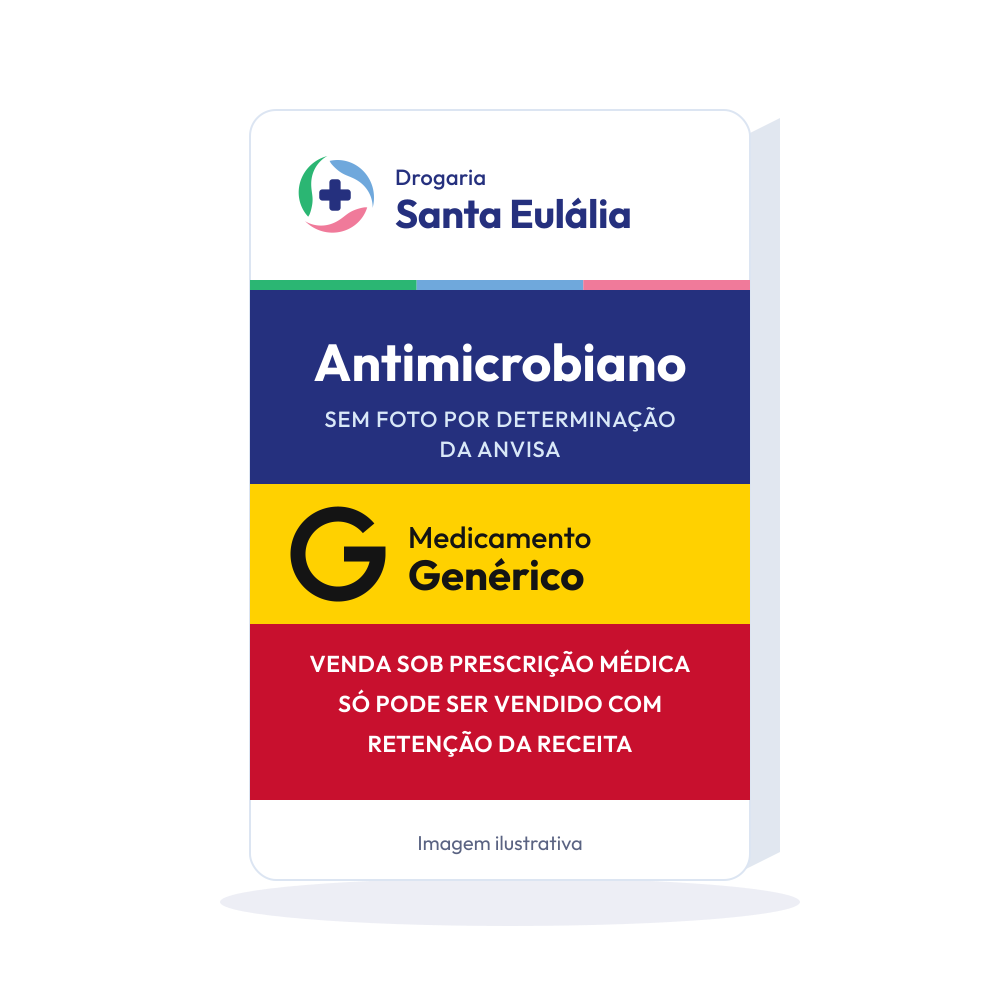 Drogaria
Santa Eulália
Antimicrobiano
SEM FOTO POR DETERMINAÇÃO
DA ANVISA
G
Medicamento
Genérico
VENDA SOB PRESCRIÇÃO MÉDICA
SÓ PODE SER VENDIDO COM
RETENÇÃO DA RECEITA
Imagem ilustrativa